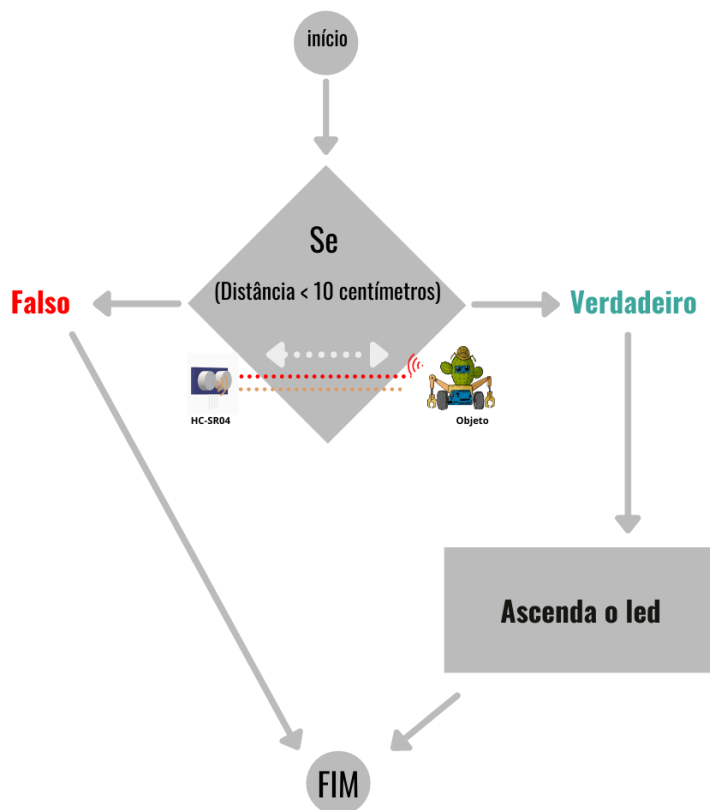 início
Se
(Distância < 10 centímetros)
Falso
Verdadeiro
HC-SR04
Objeto
Ascenda o led
FIM